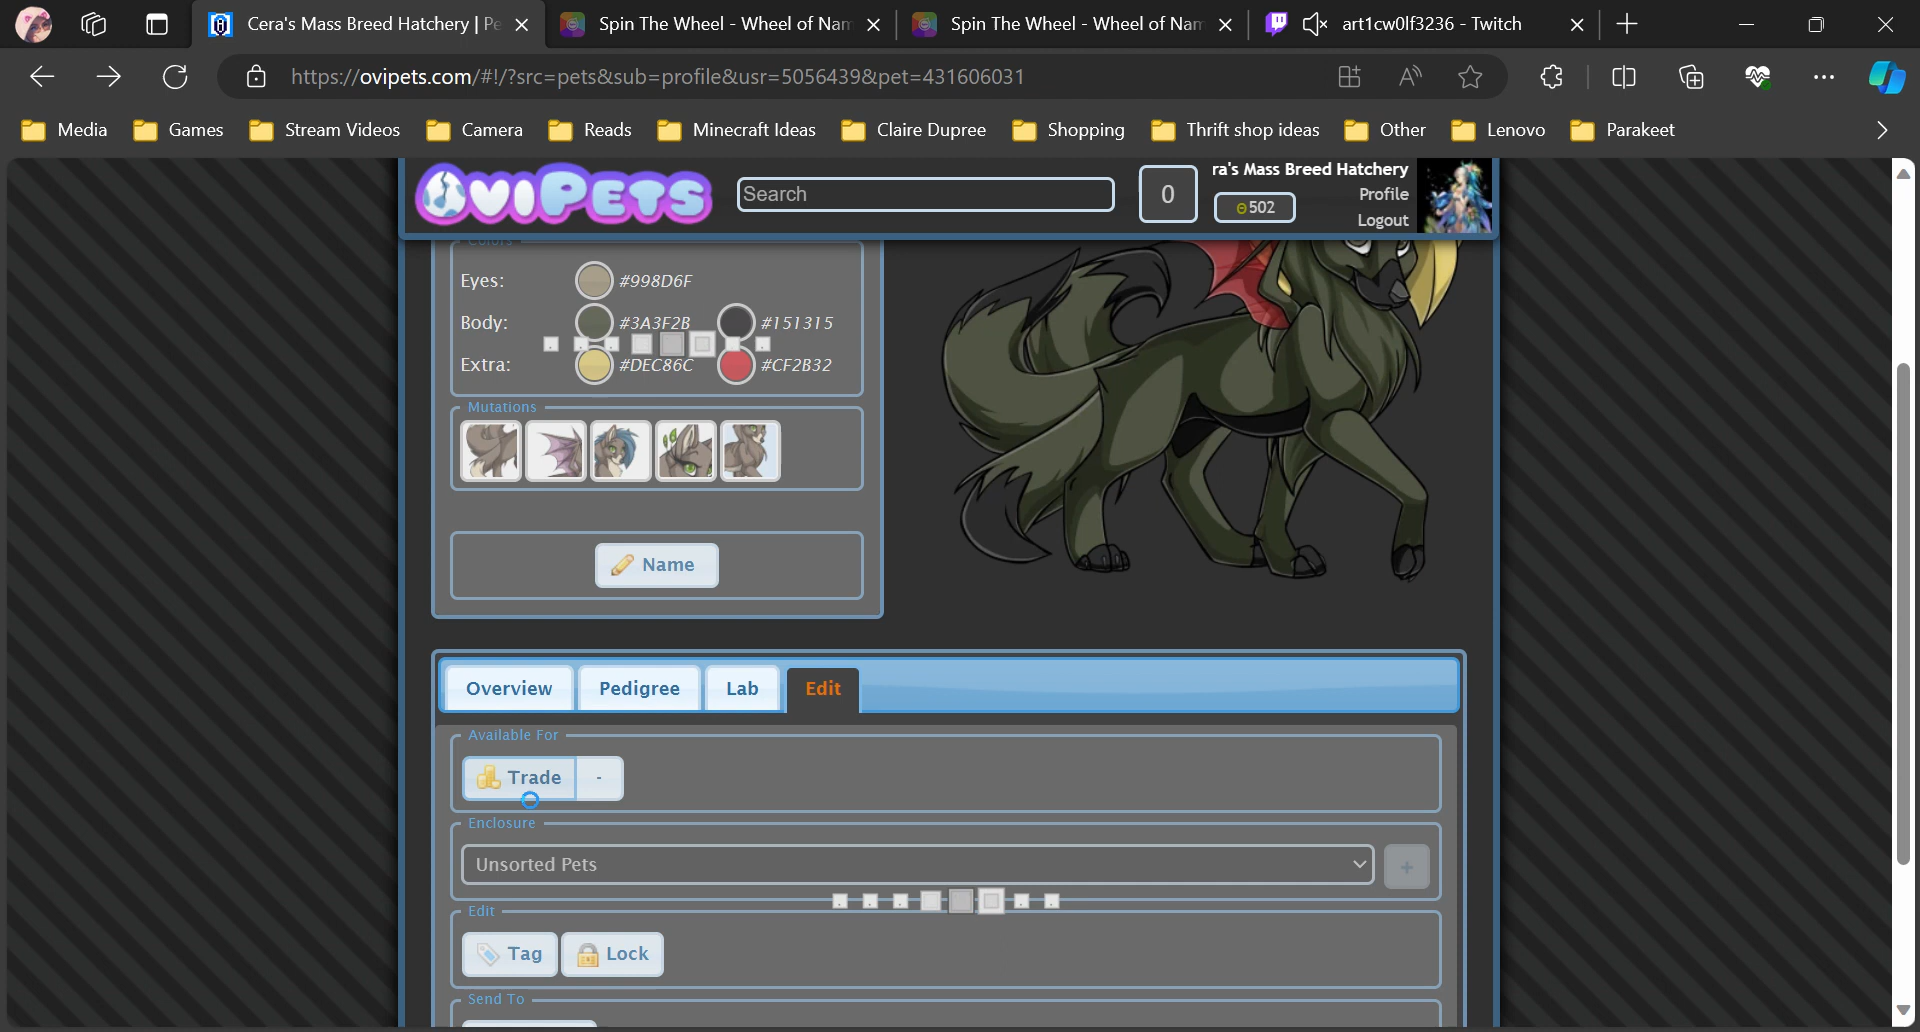 Cera's Mass Breed Hatchery | Pe
Spin The Wheel - Wheel of Nam
Spin The Wheel - Wheel of Nam
art1cw0lf3236 - Twitch
https://ovipets.com/#!/?src=pets&sub=profile&usr=5056439&pet=431606031
Media
Games
Stream Videos
Camera
Reads
Minecraft Ideas
Claire Dupree
Shopping
Thrift shop ideas
Other
Lenovo
Parakeet
OviPets
Search
0
ra's Mass Breed Hatchery
502
Profile
Logout
Colors
Eyes: #998D6F
Body: #3A3F2B #151315
Extra: #DEC86C #CF2B32
Mutations
Name
Overview
Pedigree
Lab
Edit
Available For
Trade -
Enclosure
Unsorted Pets +
Edit
Tag
Lock
Send To